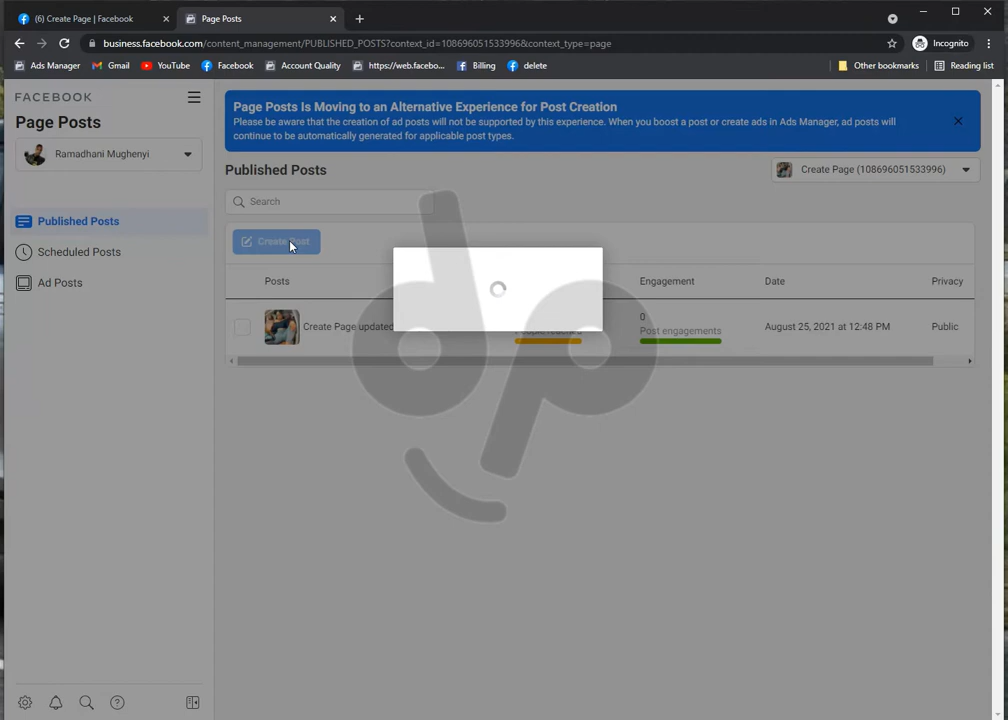 (6) Create Page | Facebook
Page Posts
business.facebook.com/content_management/PUBLISHED_POSTS?context_id=108696051533996&context_type=page
Incognito
Ads Manager
Gmail
YouTube
Facebook
Account Quality
https://web.facebo...
Billing
delete
Other bookmarks
Reading list
FACEBOOK
Page Posts
Ramadhani Mughenyi
Published Posts
Scheduled Posts
Ad Posts
Page Posts Is Moving to an Alternative Experience for Post Creation
Please be aware that the creation of ad posts will not be supported by this experience. When you boost a post or create ads in Ads Manager, ad posts will
continue to be automatically generated for applicable post types.
Published Posts
Create Page (108696051533996)
Search
Create Post
Posts
Engagement
Date
Privacy
Create Page updated
People reached
0
Post engagements
August 25, 2021 at 12:48 PM
Public
dp